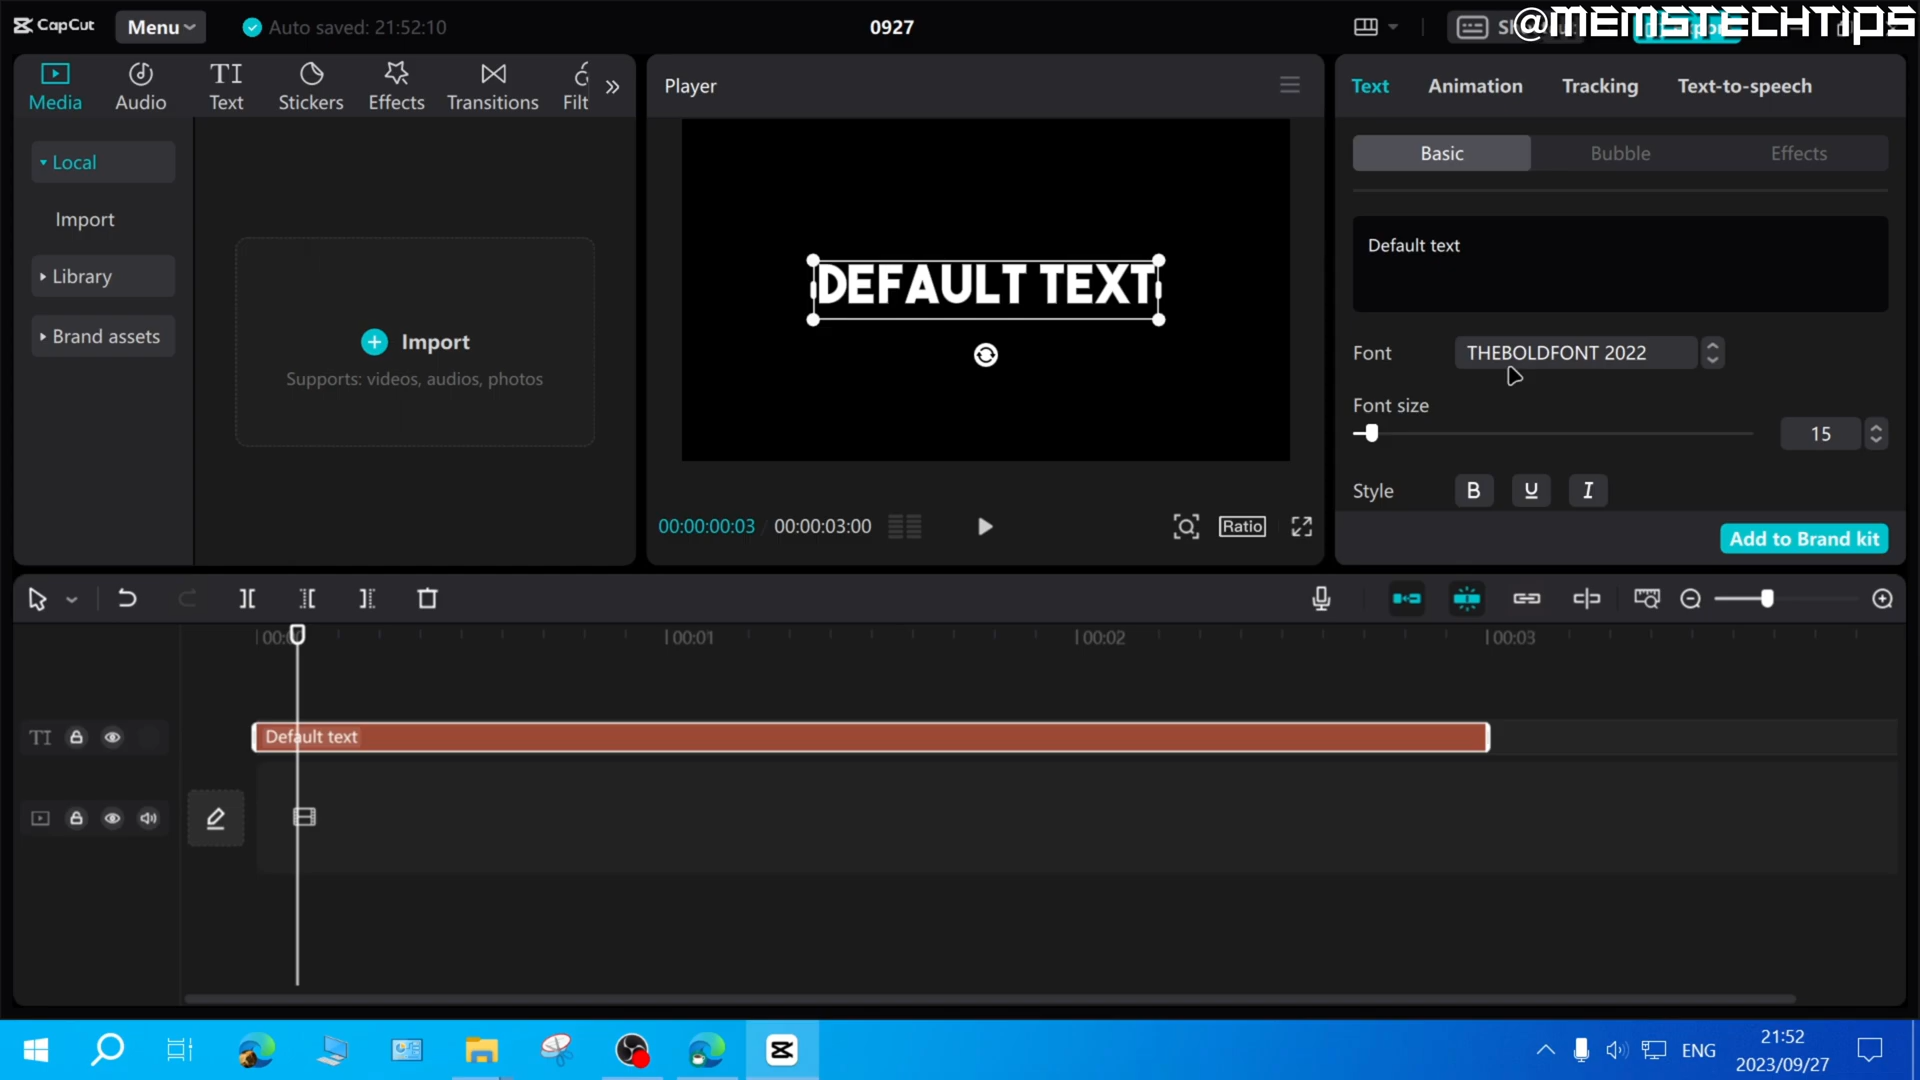 CapCut
Menu
Auto saved: 21:52:10
0927
@MEMSTECHTIPS
Media
Audio
TI
Text
Stickers
Effects
Transitions
Filt
Local
Import
Library
Brand assets
Import
Supports: videos, audios, photos
Player
DEFAULT TEXT
00:00:00:03 / 00:00:03:00
Ratio
Text
Animation
Tracking
Text-to-speech
Basic
Bubble
Effects
Default text
Font
THEBOLDFONT 2022
Font size
15
Style
B
U
I
Add to Brand kit
00:01
00:02
00:03
TI
Default text
ENG
21:52
2023/09/27